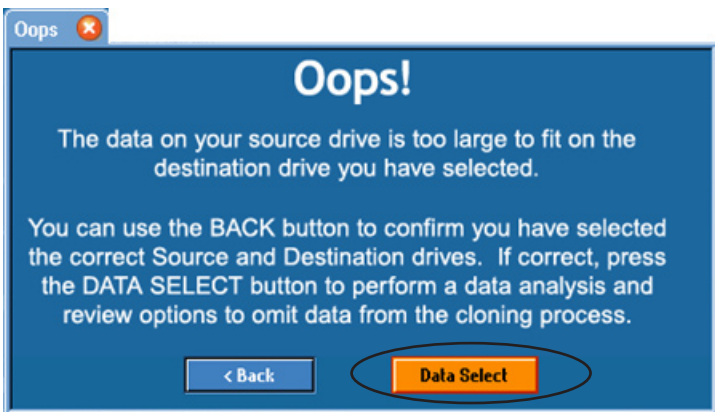 Oops
Oops!
The data on your source drive is too large to fit on the
destination drive you have selected.
You can use the BACK button to confirm you have selected
the correct Source and Destination drives.  If correct, press
the DATA SELECT button to perform a data analysis and
review options to omit data from the cloning process.
< Back
Data Select